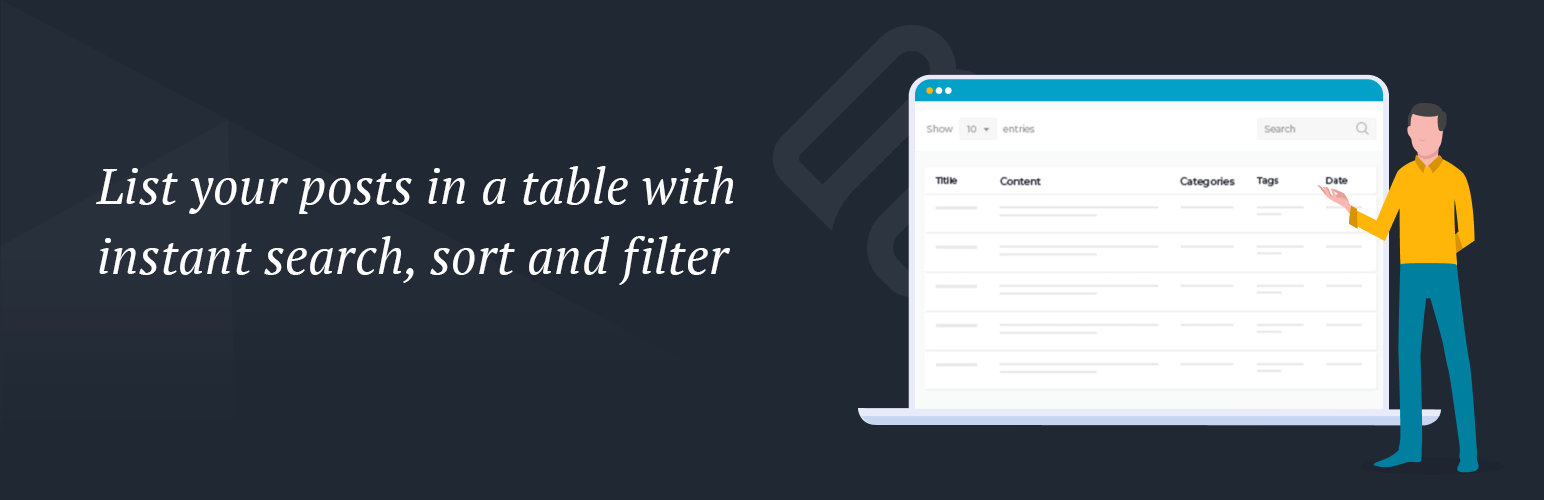 List your posts in a table with
instant search, sort and filter
Show 10 entries Search
Titlle Content Categories Tags Date